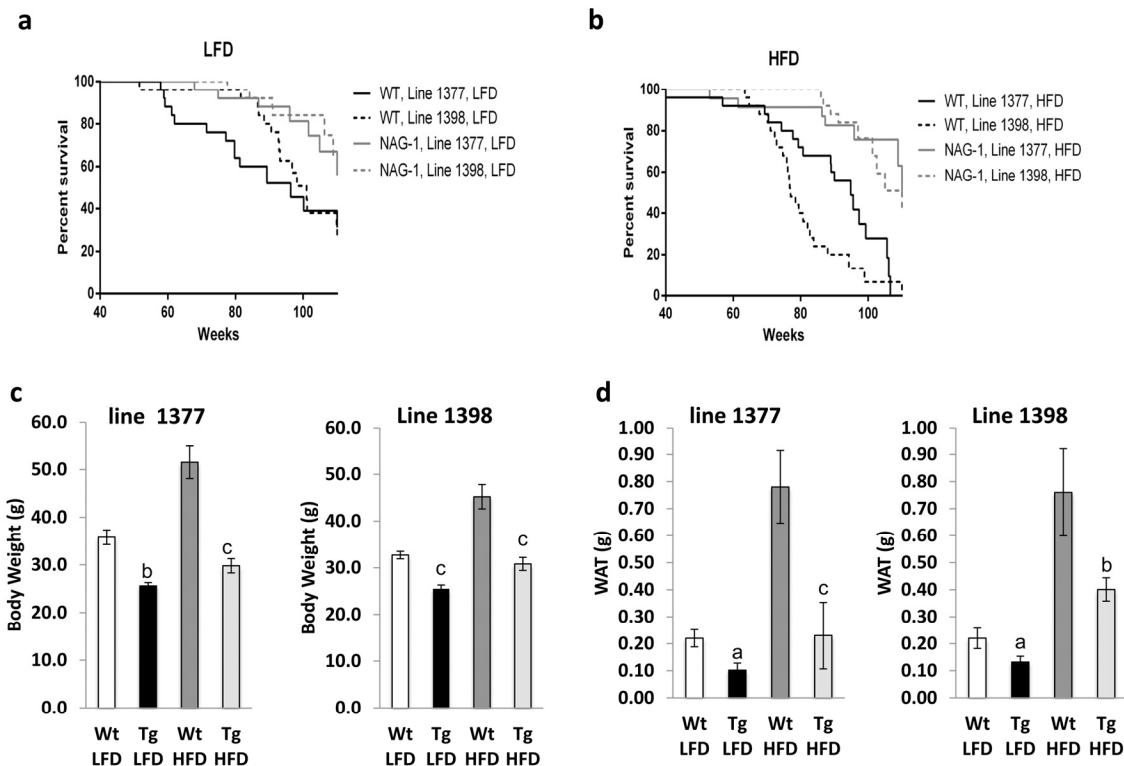 a
LFD
100
80
60
40
20
0
Percent survival
40 60 80 100
Weeks
WT, Line 1377, LFD
WT, Line 1398, LFD
NAG-1, Line 1377, LFD
NAG-1, Line 1398, LFD
b
HFD
100
80
60
40
20
0
Percent survival
40 60 80 100
Weeks
WT, Line 1377, HFD
WT, Line 1398, HFD
NAG-1, Line 1377, HFD
NAG-1, Line 1398, HFD
c
line 1377
60.0
50.0
40.0
30.0
20.0
10.0
0.0
Body Weight (g)
b
c
Wt Tg Wt Tg
LFD LFD HFD HFD
Line 1398
60.0
50.0
40.0
30.0
20.0
10.0
0.0
Body Weight (g)
c
c
Wt Tg Wt Tg
LFD LFD HFD HFD
d
line 1377
1.00
0.90
0.80
0.70
0.60
0.50
0.40
0.30
0.20
0.10
0.00
WAT (g)
a
c
Wt Tg Wt Tg
LFD LFD HFD HFD
Line 1398
1.00
0.90
0.80
0.70
0.60
0.50
0.40
0.30
0.20
0.10
0.00
WAT (g)
a
b
Wt Tg Wt Tg
LFD LFD HFD HFD